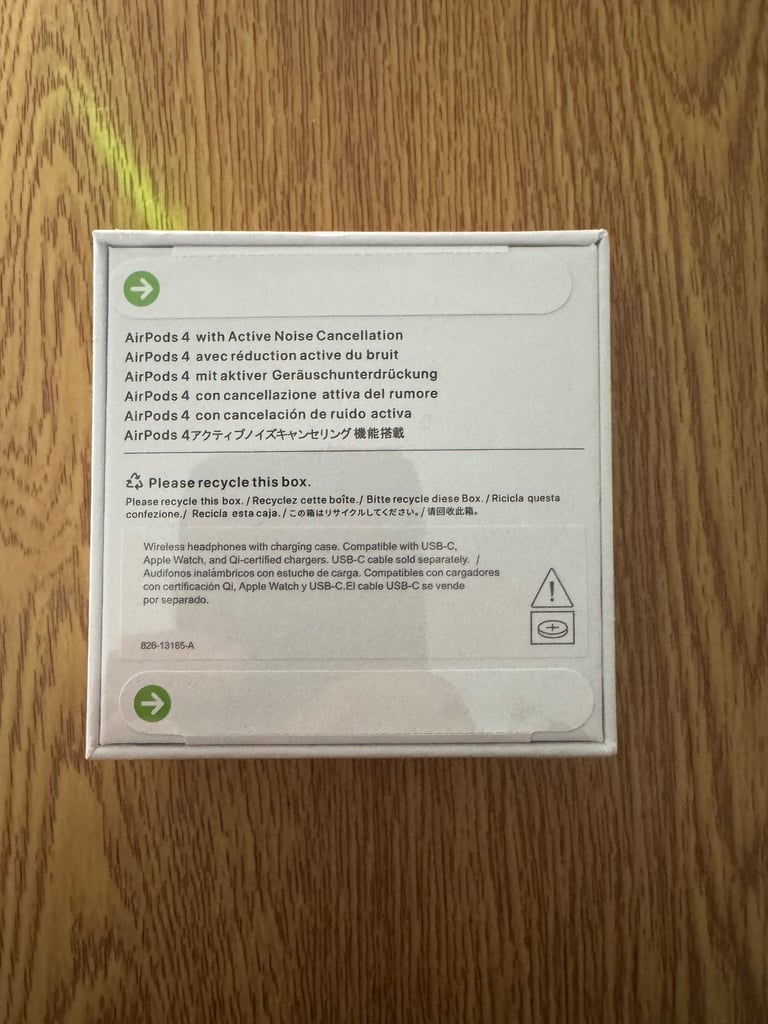 AirPods 4 with Active Noise Cancellation
AirPods 4 avec réduction active du bruit
AirPods 4 mit aktiver Geräuschunterdrückung
AirPods 4 con cancellazione attiva del rumore
AirPods 4 con cancelación de ruido activa
AirPods 4アクティブノイズキャンセリング機能搭載
Please recycle this box.
Please recycle this box. / Recyclez cette boîte. / Bitte recycle diese Box. / Ricicla questa
confezione. / Recicla esta caja. / この箱はリサイクルしてください。/ 请回收此箱。
Wireless headphones with charging case. Compatible with USB-C,
Apple Watch, and Qi-certified chargers. USB-C cable sold separately. /
Audífonos inalámbricos con estuche de carga. Compatibles con cargadores
con certificación Qi, Apple Watch y USB-C.El cable USB-C se vende
por separado.
826-13165-A